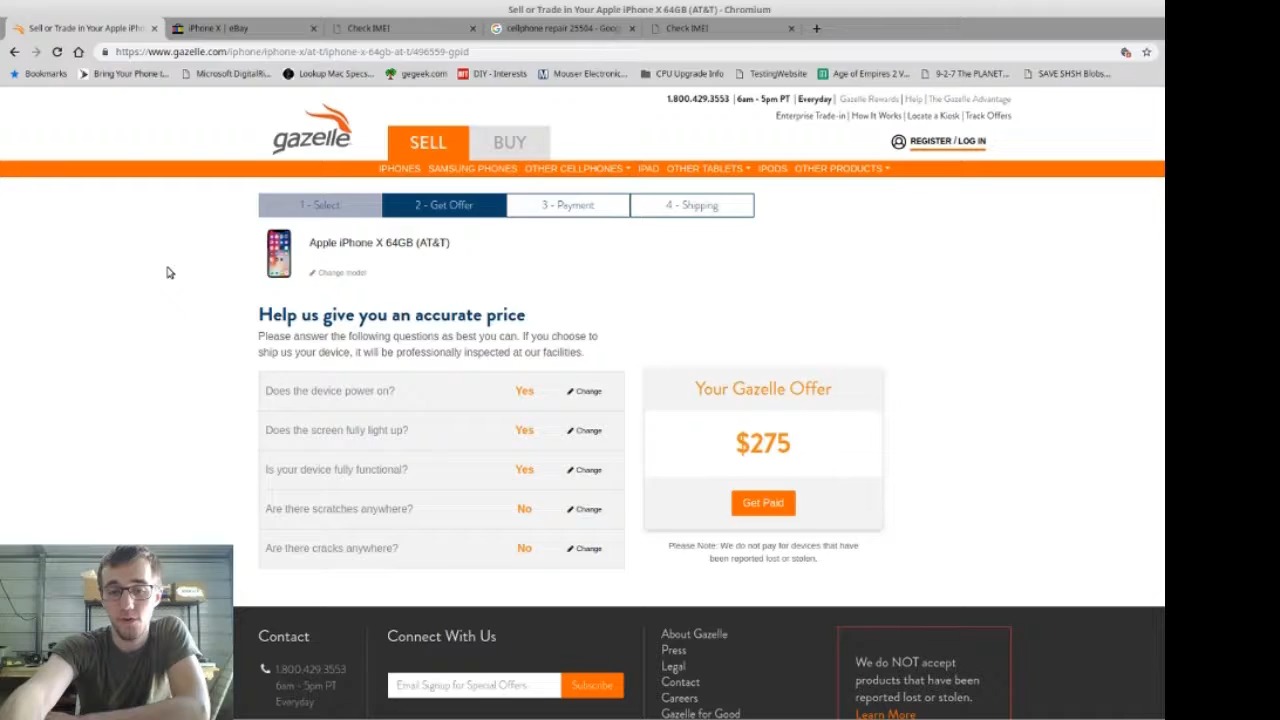 Sell or Trade in Your Apple iPhone X 64GB (AT&T) - Chromium
Sell or Trade in Your Apple iPho
iPhone X | eBay
Check IMEI
cellphone repair 25504 - Goo
Check IMEI
https://www.gazelle.com/iphone/iphone-x/at-t/iphone-x-64gb-at-t/496559-gpid
Bookmarks
Bring Your Phone t...
Microsoft DigitalRi...
Lookup Mac Specs...
gegeek.com
DIY - Interests
Mouser Electronic...
CPU Upgrade Info
TestingWebsite
Age of Empires 2 V...
9-2-7 The PLANET...
SAVE SHSH Blobs...
1.800.429.3553 | 6am - 5pm PT | Everyday | Gazelle Rewards | Help | The Gazelle Advantage
Enterprise Trade-in | How It Works | Locate a Kiosk | Track Offers
gazelle
SELL
BUY
REGISTER / LOG IN
IPHONES SAMSUNG PHONES OTHER CELLPHONES IPAD OTHER TABLETS IPODS OTHER PRODUCTS
1 - Select
2 - Get Offer
3 - Payment
4 - Shipping
Apple iPhone X 64GB (AT&T)
Change model
Help us give you an accurate price
Please answer the following questions as best you can. If you choose to
ship us your device, it will be professionally inspected at our facilities.
Does the device power on? Yes Change
Does the screen fully light up? Yes Change
Is your device fully functional? Yes Change
Are there scratches anywhere? No Change
Are there cracks anywhere? No Change
Your Gazelle Offer
$275
Get Paid
Please Note: We do not pay for devices that have
been reported lost or stolen.
Contact
1.800.429.3553
6am - 5pm PT
Everyday
Connect With Us
Email Signup for Special Offers
Subscribe
About Gazelle
Press
Legal
Contact
Careers
Gazelle for Good
We do NOT accept
products that have been
reported lost or stolen.
Learn More